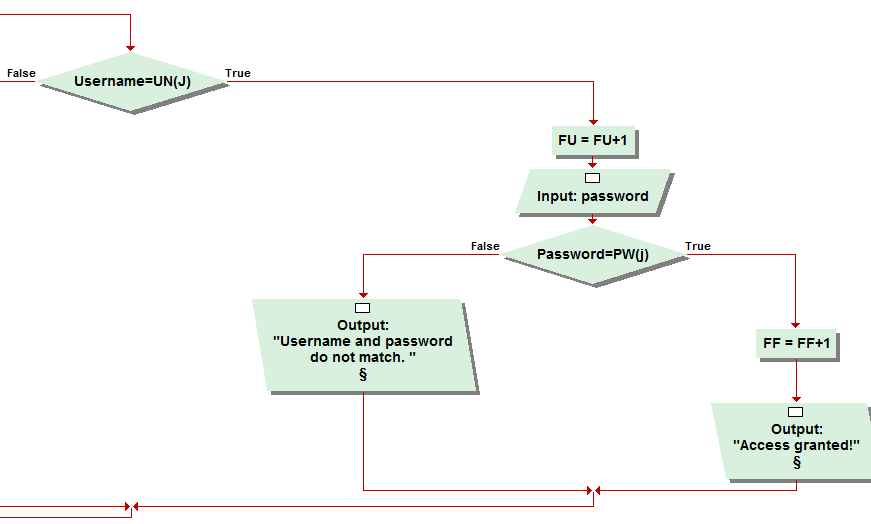 False
Username=UN(J)
True
FU = FU+1
Input: password
False
Password=PW(j)
True
Output:
"Username and password
do not match. "
§
FF = FF+1
Output:
"Access granted!"
§